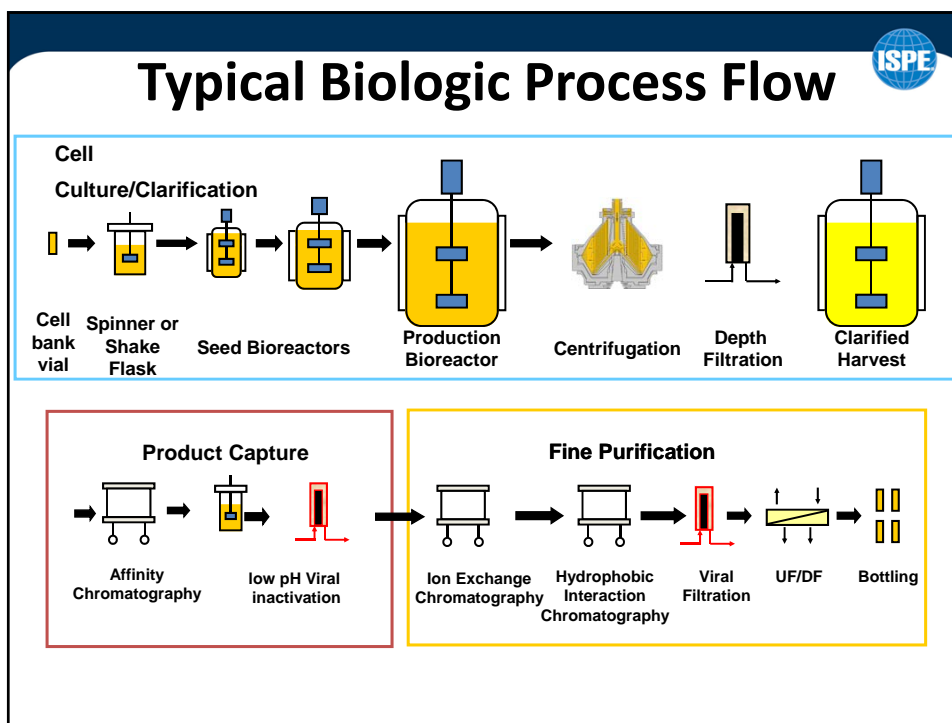 ISPE.
Typical Biologic Process Flow
Cell
Culture/Clarification
Cell
bank
vial
Spinner or
Shake
Flask
Seed Bioreactors
Production
Bioreactor
Centrifugation
Depth
Filtration
Clarified
Harvest
Product Capture
Affinity
Chromatography
low pH Viral
inactivation
Fine Purification
Ion Exchange
Chromatography
Hydrophobic
Interaction
Chromatography
Viral
Filtration
UF/DF
Bottling